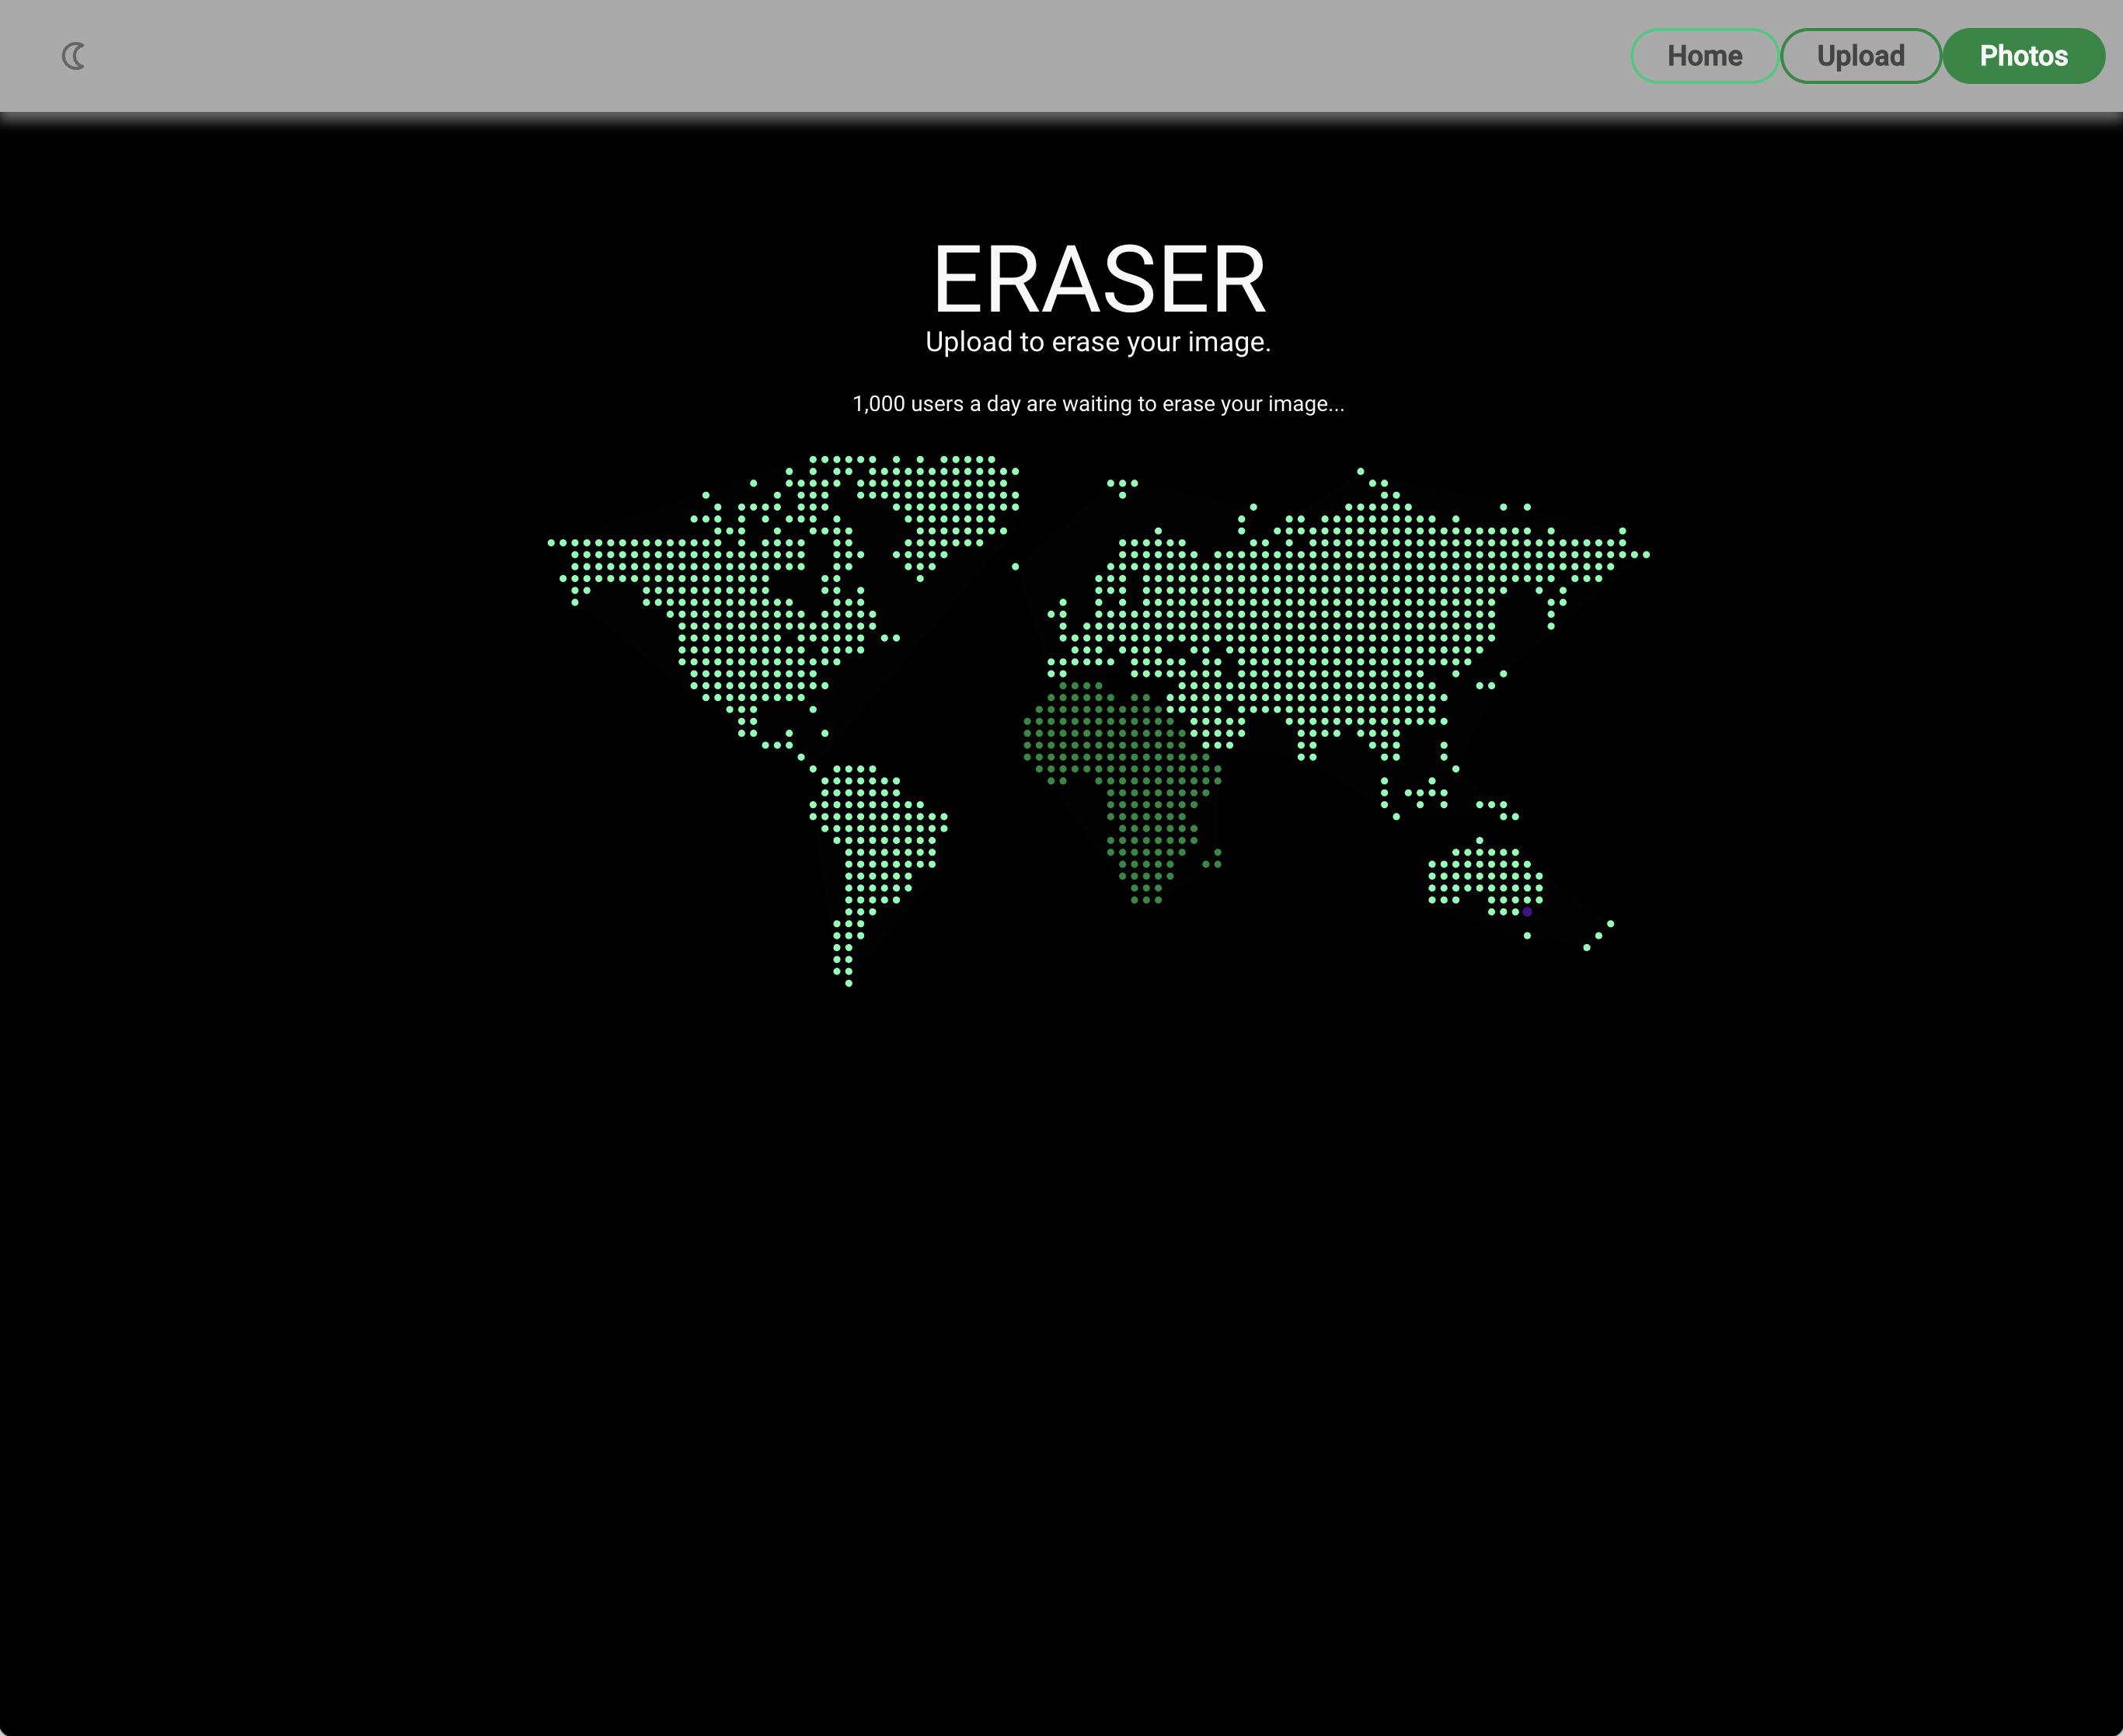 Home Upload Photos
ERASER
Upload to erase your image.
1,000 users a day are waiting to erase your image...